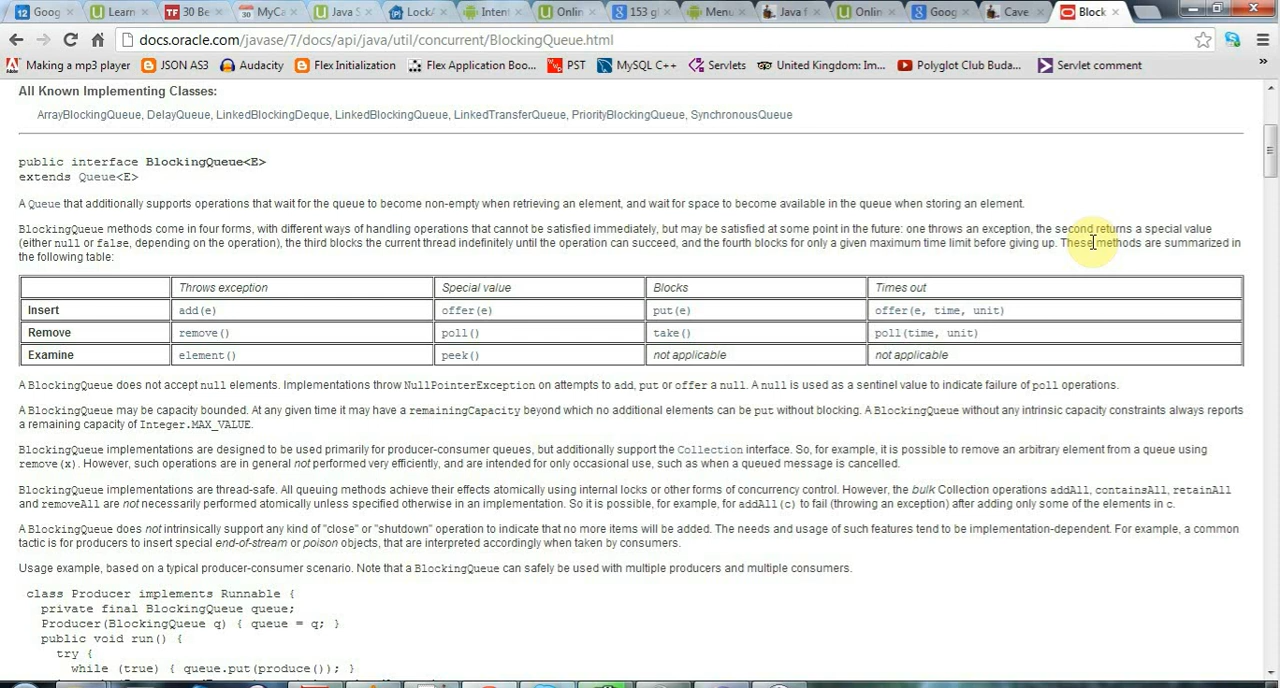 Goog
Learn
30 Be
MyCa
Java S
Lock/
Intent
Onlin
153 g
Menu
Java f
Onlin
Goog
Cave
Block
docs.oracle.com/javase/7/docs/api/java/util/concurrent/BlockingQueue.html
Making a mp3 player JSON AS3 Audacity Flex Initialization Flex Application Boo... PST MySQL C++ Servlets United Kingdom: Im... Polyglot Club Buda... Servlet comment »
All Known Implementing Classes:
ArrayBlockingQueue, DelayQueue, LinkedBlockingDeque, LinkedBlockingQueue, LinkedTransferQueue, PriorityBlockingQueue, SynchronousQueue
public interface BlockingQueue<E>
extends Queue<E>
A Queue that additionally supports operations that wait for the queue to become non-empty when retrieving an element, and wait for space to become available in the queue when storing an element.
BlockingQueue methods come in four forms, with different ways of handling operations that cannot be satisfied immediately, but may be satisfied at some point in the future: one throws an exception, the second returns a special value
(either null or false, depending on the operation), the third blocks the current thread indefinitely until the operation can succeed, and the fourth blocks for only a given maximum time limit before giving up. These methods are summarized in
the following table:
Throws exception Special value Blocks Times out
Insert add(e) offer(e) put(e) offer(e, time, unit)
Remove remove() poll() take() poll(time, unit)
Examine element() peek() not applicable not applicable
A BlockingQueue does not accept null elements. Implementations throw NullPointerException on attempts to add, put or offer a null. A null is used as a sentinel value to indicate failure of poll operations.
A BlockingQueue may be capacity bounded. At any given time it may have a remainingCapacity beyond which no additional elements can be put without blocking. A BlockingQueue without any intrinsic capacity constraints always reports
a remaining capacity of Integer.MAX_VALUE.
BlockingQueue implementations are designed to be used primarily for producer-consumer queues, but additionally support the Collection interface. So, for example, it is possible to remove an arbitrary element from a queue using
remove(x). However, such operations are in general not performed very efficiently, and are intended for only occasional use, such as when a queued message is cancelled.
BlockingQueue implementations are thread-safe. All queuing methods achieve their effects atomically using internal locks or other forms of concurrency control. However, the bulk Collection operations addAll, containsAll, retainAll
and removeAll are not necessarily performed atomically unless specified otherwise in an implementation. So it is possible, for example, for addAll(c) to fail (throwing an exception) after adding only some of the elements in c.
A BlockingQueue does not intrinsically support any kind of "close" or "shutdown" operation to indicate that no more items will be added. The needs and usage of such features tend to be implementation-dependent. For example, a common
tactic is for producers to insert special end-of-stream or poison objects, that are interpreted accordingly when taken by consumers.
Usage example, based on a typical producer-consumer scenario. Note that a BlockingQueue can safely be used with multiple producers and multiple consumers.
class Producer implements Runnable {
private final BlockingQueue queue;
Producer(BlockingQueue q) { queue = q; }
public void run() {
try {
while (true) { queue.put(produce()); }